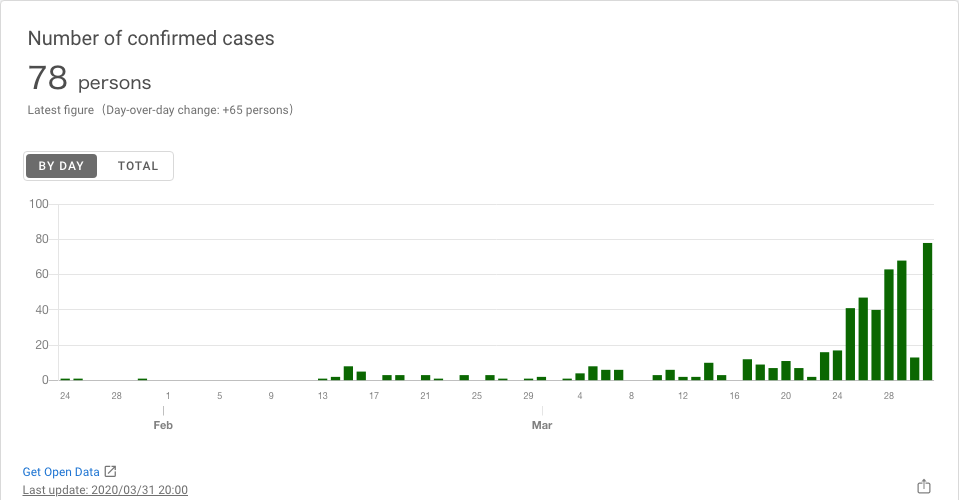 Number of confirmed cases
78 persons
Latest figure（Day-over-day change: +65 persons）
BY DAY TOTAL
100
80
60
40
20
0
24 28 1 5 9 13 17 21 25 29 4 8 12 16 20 24 28
Feb Mar
Get Open Data
Last update: 2020/03/31 20:00